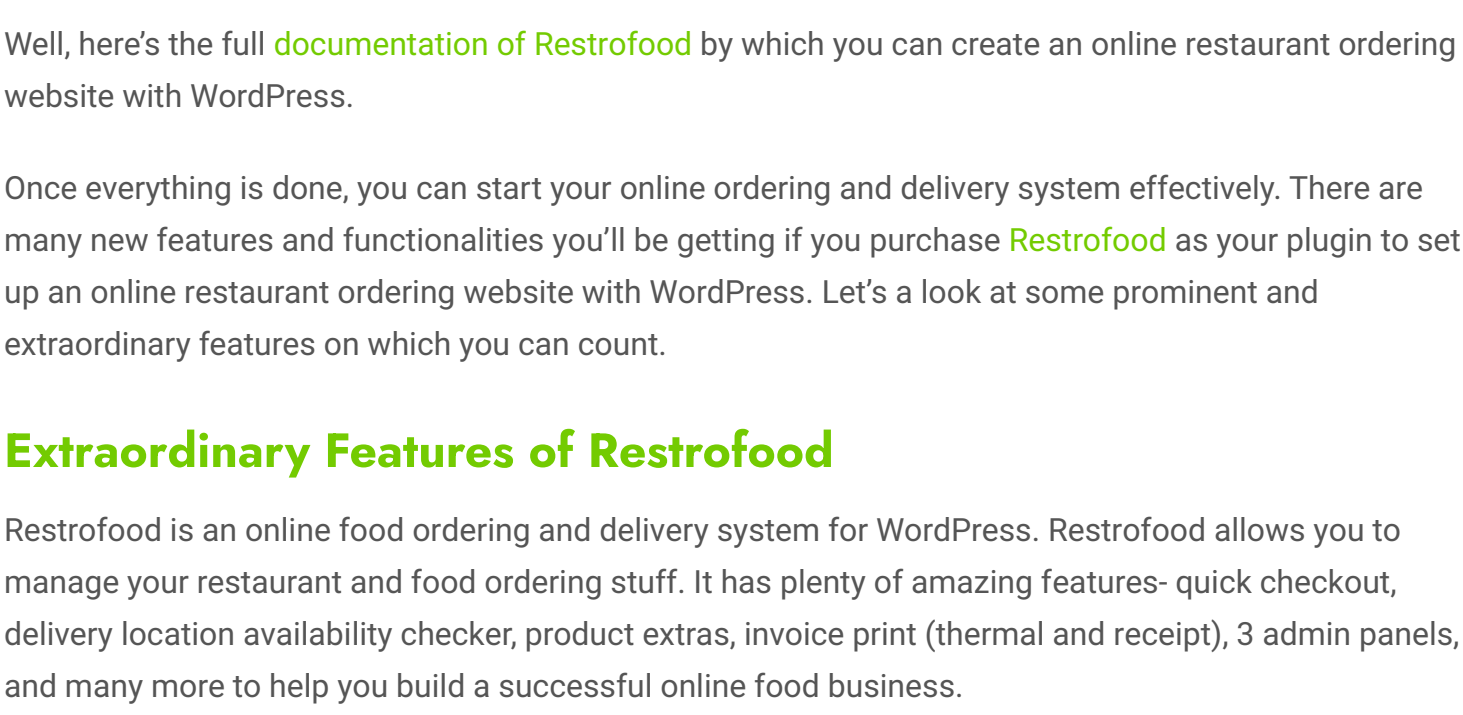 Well, here’s the full documentation of Restrofood by which you can create an online restaurant ordering
website with WordPress.
Once everything is done, you can start your online ordering and delivery system effectively. There are
many new features and functionalities you’ll be getting if you purchase Restrofood as your plugin to set
up an online restaurant ordering website with WordPress. Let’s a look at some prominent and
extraordinary features on which you can count.
Extraordinary Features of Restrofood
Restrofood is an online food ordering and delivery system for WordPress. Restrofood allows you to
manage your restaurant and food ordering stuff. It has plenty of amazing features- quick checkout,
delivery location availability checker, product extras, invoice print (thermal and receipt), 3 admin panels,
and many more to help you build a successful online food business.